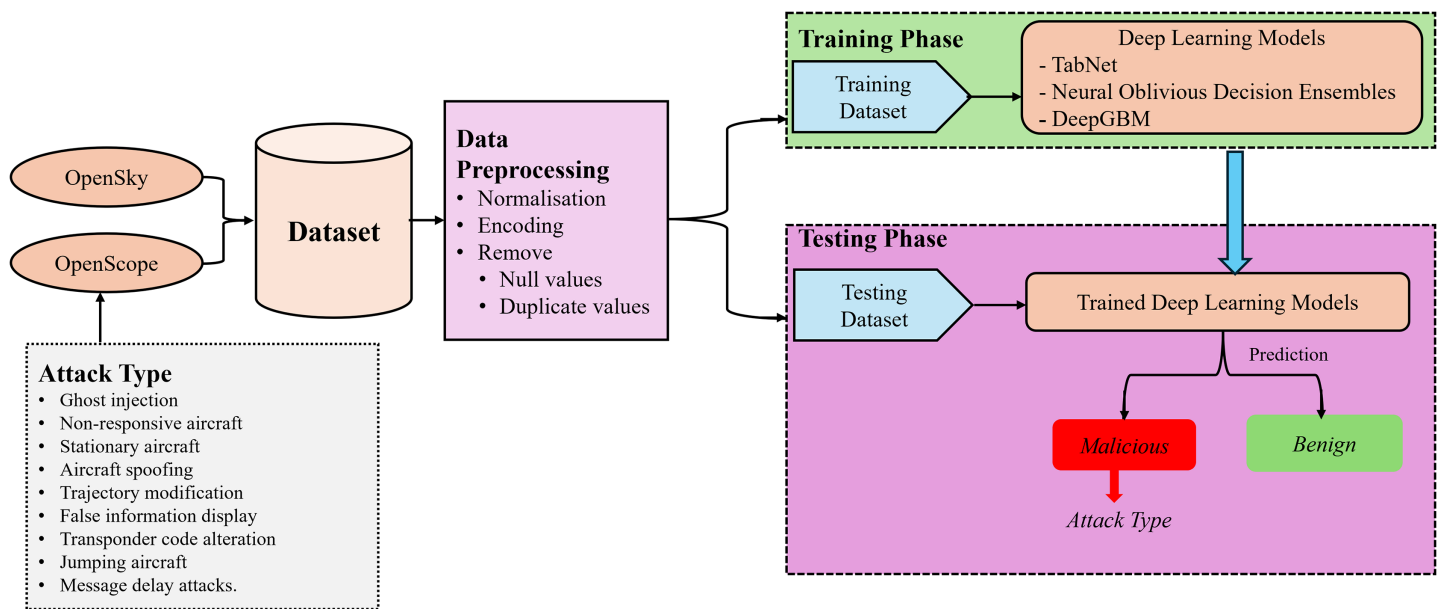 OpenSky
OpenScope
Attack Type
• Ghost injection
• Non-responsive aircraft
• Stationary aircraft
• Aircraft spoofing
• Trajectory modification
• False information display
• Transponder code alteration
• Jumping aircraft
• Message delay attacks.
Dataset
Data
Preprocessing
• Normalisation
• Encoding
• Remove
• Null values
• Duplicate values
Training Phase
Training
Dataset
Deep Learning Models
- TabNet
- Neural Oblivious Decision Ensembles
- DeepGBM
Testing Phase
Testing
Dataset
Trained Deep Learning Models
Prediction
Malicious
Benign
Attack Type